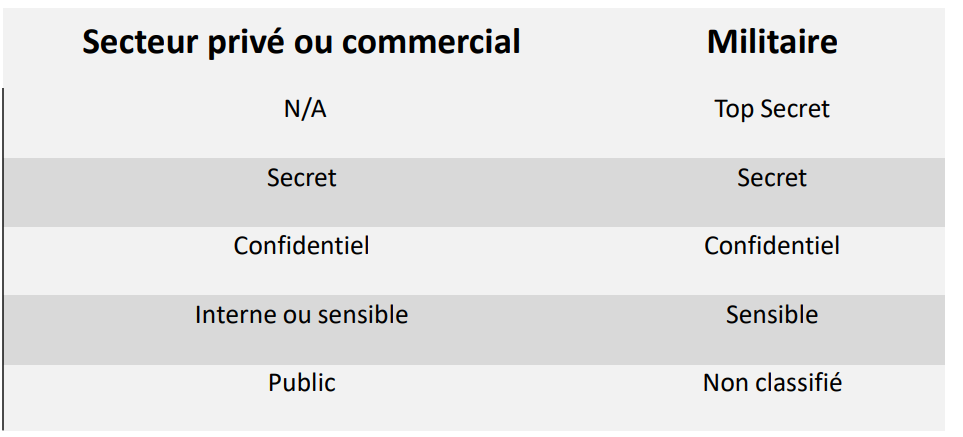 Secteur privé ou commercial Militaire
N/A Top Secret
Secret Secret
Confidentiel Confidentiel
Interne ou sensible Sensible
Public Non classifié